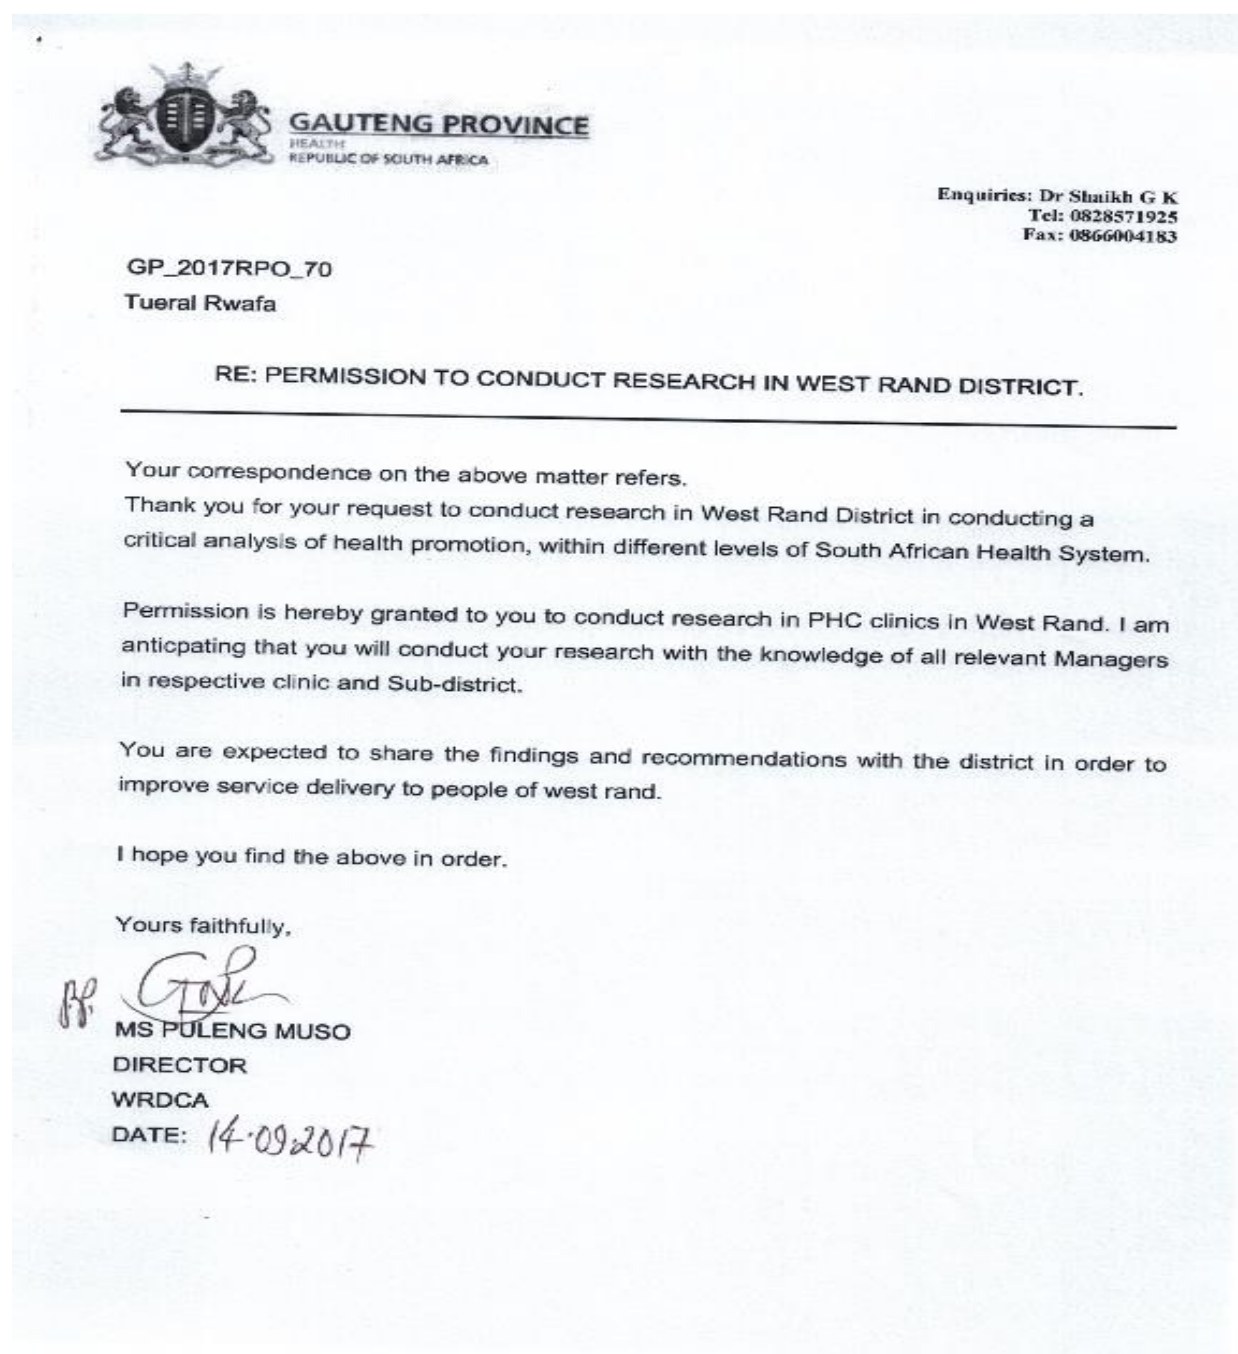 GAUTENG PROVINCE
HEALTH
REPUBLIC OF SOUTH AFRICA
Enquiries: Dr Shaikh G K
Tel: 0828571925
Fax: 0866004183
GP_2017RPO_70
Tueral Rwafa
RE: PERMISSION TO CONDUCT RESEARCH IN WEST RAND DISTRICT.
Your correspondence on the above matter refers.
Thank you for your request to conduct research in West Rand District in conducting a
critical analysis of health promotion, within different levels of South African Health System.
Permission is hereby granted to you to conduct research in PHC clinics in West Rand. I am
anticpating that you will conduct your research with the knowledge of all relevant Managers
in respective clinic and Sub-district.
You are expected to share the findings and recommendations with the district in order to
improve service delivery to people of west rand.
I hope you find the above in order.
Yours faithfully,
pp.
MS PULENG MUSO
DIRECTOR
WRDCA
DATE: 14.09.2017